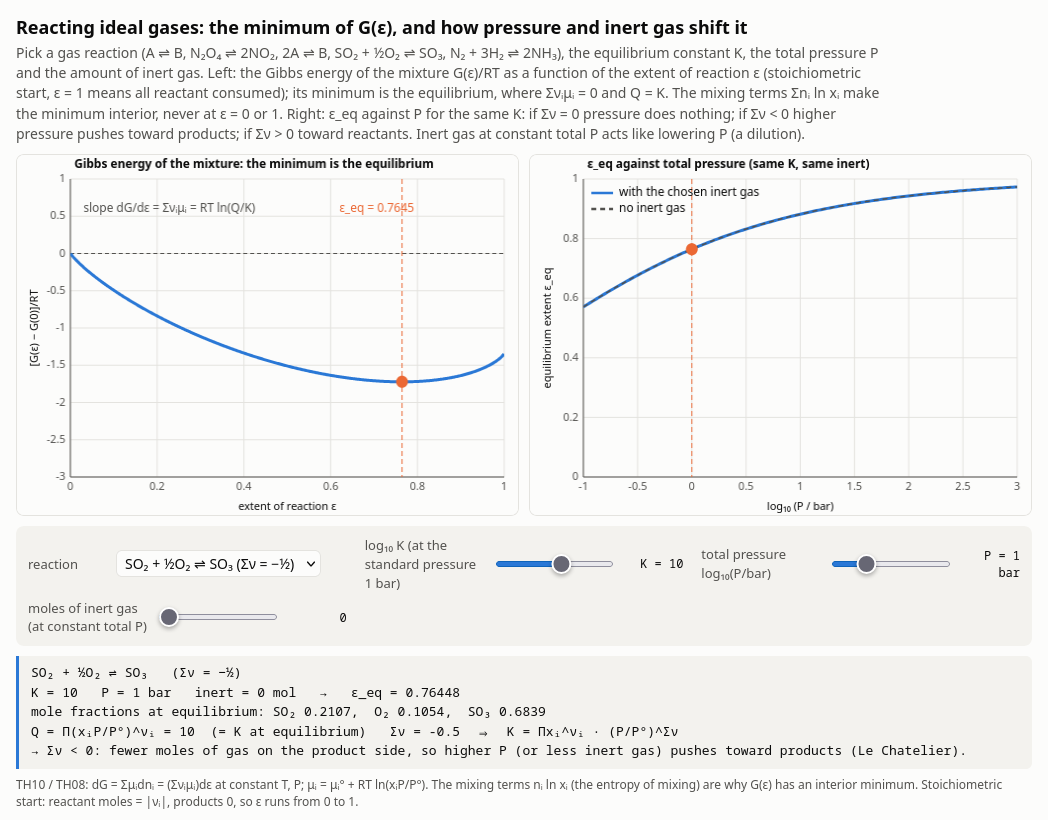 Reacting ideal gases: the minimum of G(ε), and how pressure and inert gas shift it
Pick a gas reaction (A ⇌ B, N₂O₄ ⇌ 2NO₂, 2A ⇌ B, SO₂ + ½O₂ ⇌ SO₃, N₂ + 3H₂ ⇌ 2NH₃), the equilibrium constant K, the total pressure P
and the amount of inert gas. Left: the Gibbs energy of the mixture G(ε)/RT as a function of the extent of reaction ε (stoichiometric
start, ε = 1 means all reactant consumed); its minimum is the equilibrium, where Σνᵢμᵢ = 0 and Q = K. The mixing terms Σnᵢ ln xᵢ make
the minimum interior, never at ε = 0 or 1. Right: ε_eq against P for the same K: if Σν = 0 pressure does nothing; if Σν < 0 higher
pressure pushes toward products; if Σν > 0 toward reactants. Inert gas at constant total P acts like lowering P (a dilution).
Gibbs energy of the mixture: the minimum is the equilibrium
1
0.5
0
-0.5
-1
-1.5
-2
-2.5
-3
slope dG/dε = Σνᵢμᵢ = RT ln(Q/K)
ε_eq = 0.7645
[G(ε) − G(0)]/RT
0 0.2 0.4 0.6 0.8 1
extent of reaction ε
ε_eq against total pressure (same K, same inert)
with the chosen inert gas
no inert gas
1
0.8
0.6
0.4
0.2
0
equilibrium extent ε_eq
-1 -0.5 0 0.5 1 1.5 2 2.5 3
log₁₀ (P / bar)
reaction
SO₂ + ½O₂ ⇌ SO₃ (Σν = −½)
log₁₀ K (at the
standard pressure
1 bar)
K = 10
total pressure
log₁₀(P/bar)
P = 1
bar
moles of inert gas
(at constant total P)
0
SO₂ + ½O₂ ⇌ SO₃   (Σν = −½)
K = 10   P = 1 bar   inert = 0 mol   →   ε_eq = 0.76448
mole fractions at equilibrium: SO₂ 0.2107,  O₂ 0.1054,  SO₃ 0.6839
Q = Π(xᵢP/P°)^νᵢ = 10  (= K at equilibrium)   Σν = -0.5  ⇒  K = Πxᵢ^νᵢ · (P/P°)^Σν
→ Σν < 0: fewer moles of gas on the product side, so higher P (or less inert gas) pushes toward products (Le Chatelier).
TH10 / TH08: dG = Σμᵢdnᵢ = (Σνᵢμᵢ)dε at constant T, P; μᵢ = μᵢ° + RT ln(xᵢP/P°). The mixing terms nᵢ ln xᵢ (the entropy of mixing) are why G(ε) has an interior minimum. Stoichiometric
start: reactant moles = |νᵢ|, products 0, so ε runs from 0 to 1.